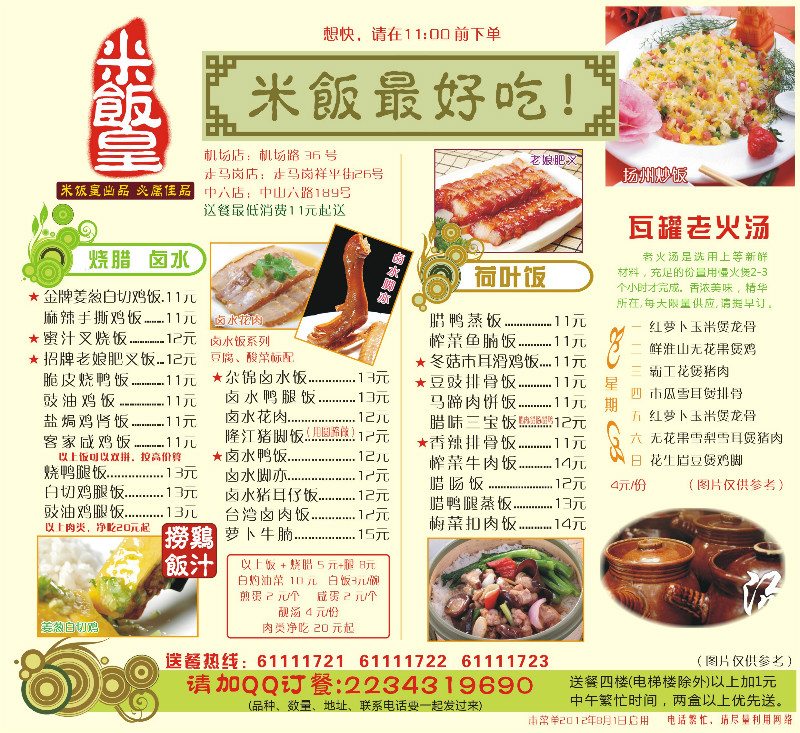 想快，请在11:00 前下单
米飯皇
米饭皇出品 必属佳品
米飯最好吃！
机场店：机场路 36 号
走马岗店：走马岗祥平街26号
中六店：中山六路189号
送餐最低消费11元起送
烧腊 卤水
★金牌姜葱白切鸡饭.11元
麻辣手撕鸡饭........11元
★蜜汁叉烧饭........12元
★招牌老娘肥叉饭..12元
脆皮烧鸭饭..........11元
豉油鸡饭............11元
盐焗鸡肾饭..........11元
客家咸鸡饭..........11元
以上饭可以双拼，按高价算
烧鸭腿饭............13元
白切鸡腿饭..........13元
豉油鸡腿饭..........13元
以上肉类，净吃20元起
撈雞
飯汁
姜葱白切鸡
卤水花肉
卤水脚亦
卤水饭系列
豆腐、酸菜标配
★尕锦卤水饭............13元
卤水鸭腿饭............13元
卤水花肉..............12元
隆江猪脚饭 12元
★卤水鸭饭..............12元
卤水脚亦..............12元
卤水猪耳仔饭..........12元
台湾卤肉饭............12元
萝卜牛腩..............15元
以上饭 + 烧腊 5 元+腿 8元
白灼油菜 10 元 白饭3元/碗
煎蛋 2 元/个 咸蛋 2 元/个
靓汤 4 元/份
肉类净吃 20 元起
老娘肥叉
荷叶饭
腊鸭蒸饭..............11元
榨菜鱼腩饭............11元
★冬菇木耳滑鸡饭........11元
★豆豉排骨饭............11元
马蹄肉饼饭............11元
腊味三宝饭 12元
★香辣排骨饭............11元
榨菜牛肉饭............14元
腊肠饭................12元
腊鸭腿蒸饭............13元
梅菜扣肉饭............14元
扬州炒饭
瓦罐老火汤
老火汤是选用上等新鲜
材料，充足的份量用慢火煲2-3
个小时才完成。香浓美味，精华
所在，每天限量供应，请提早订。
星期
一 红萝卜玉米煲龙骨
二 鲜淮山无花果煲鸡
三 霸王花煲猪肉
四 木瓜雪耳煲排骨
五 红萝卜玉米煲龙骨
六 无花果雪梨雪耳煲猪肉
日 花生眉豆煲鸡脚
4元/份 （图片仅供参考）
送餐热线：61111721 61111722 61111723
（图片仅供参考）
请加QQ订餐:2234319690
(品种、数量、地址、联系电话要一起发过来)
送餐四楼(电梯楼除外)以上加1元
中午繁忙时间，两盒以上优先送。
本菜单2012年8月1日启用 电话繁忙，请尽量利用网络